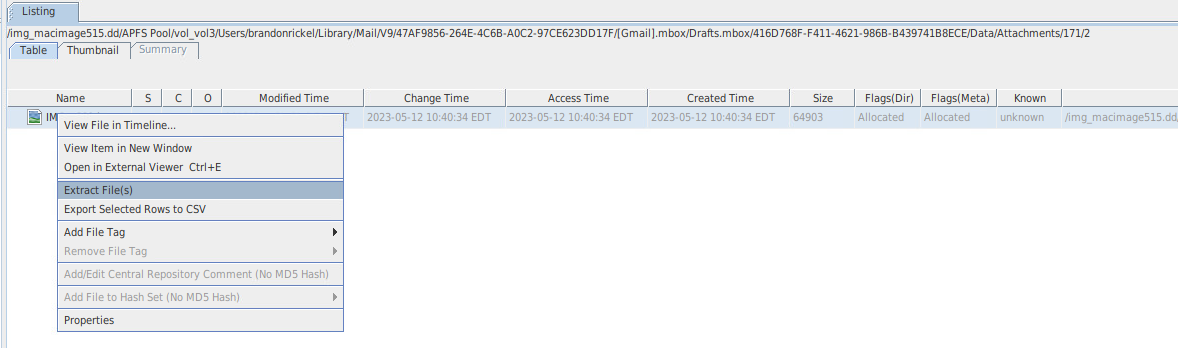 Listing
/img_macimage515.dd/APFS Pool/vol_vol3/Users/brandonrickel/Library/Mail/V9/47AF9856-264E-4C6B-A0C2-97CE623DD17F/[Gmail].mbox/Drafts.mbox/416D768F-F411-4621-986B-B439741B8ECE/Data/Attachments/171/2
Table Thumbnail Summary
Name S C O Modified Time Change Time Access Time Created Time Size Flags(Dir) Flags(Meta) Known
2023-05-12 10:40:34 EDT 2023-05-12 10:40:34 EDT 2023-05-12 10:40:34 EDT 64903 Allocated Allocated unknown /img_macimage515.dd
View File in Timeline...
View Item in New Window
Open in External Viewer Ctrl+E
Extract File(s)
Export Selected Rows to CSV
Add File Tag
Remove File Tag
Add/Edit Central Repository Comment (No MD5 Hash)
Add File to Hash Set (No MD5 Hash)
Properties